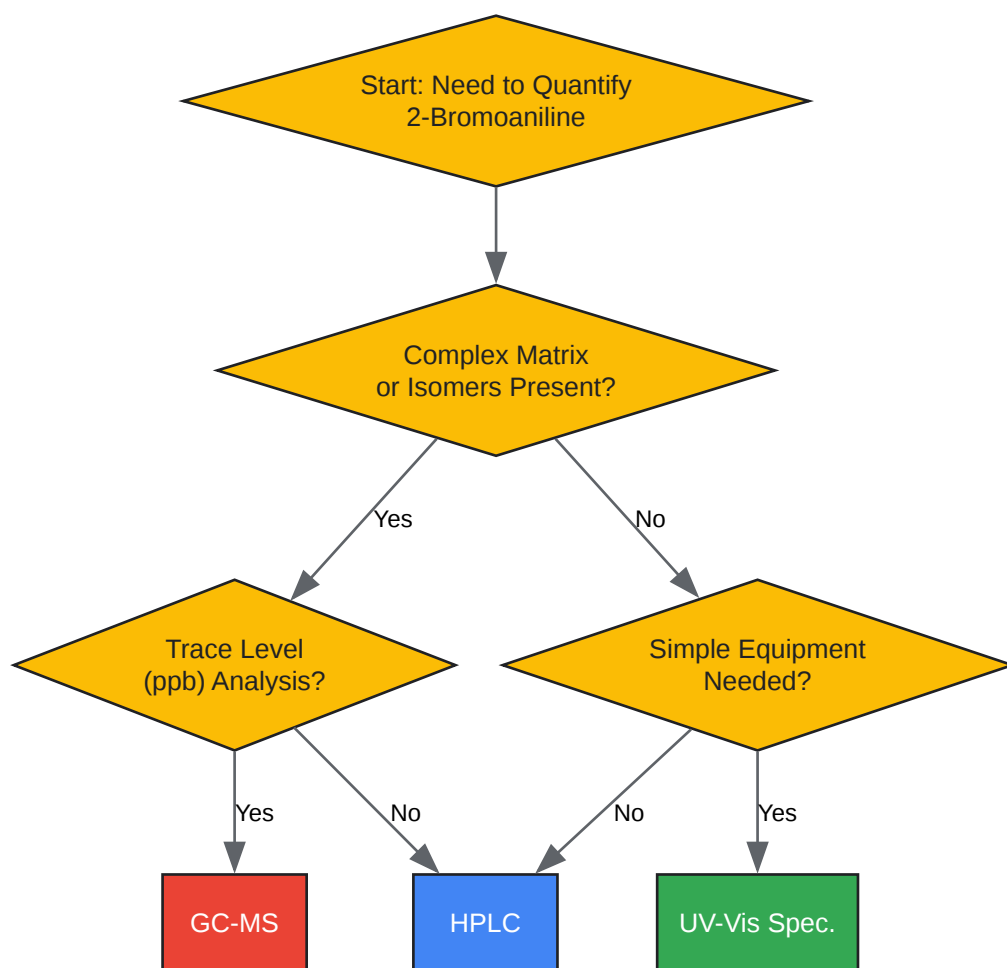 Start: Need to Quantify
2-Bromoaniline
Complex Matrix
or Isomers Present?
Yes
No
Trace Level
(ppb) Analysis?
Simple Equipment
Needed?
Yes
No
No
Yes
GC-MS
HPLC
UV-Vis Spec.